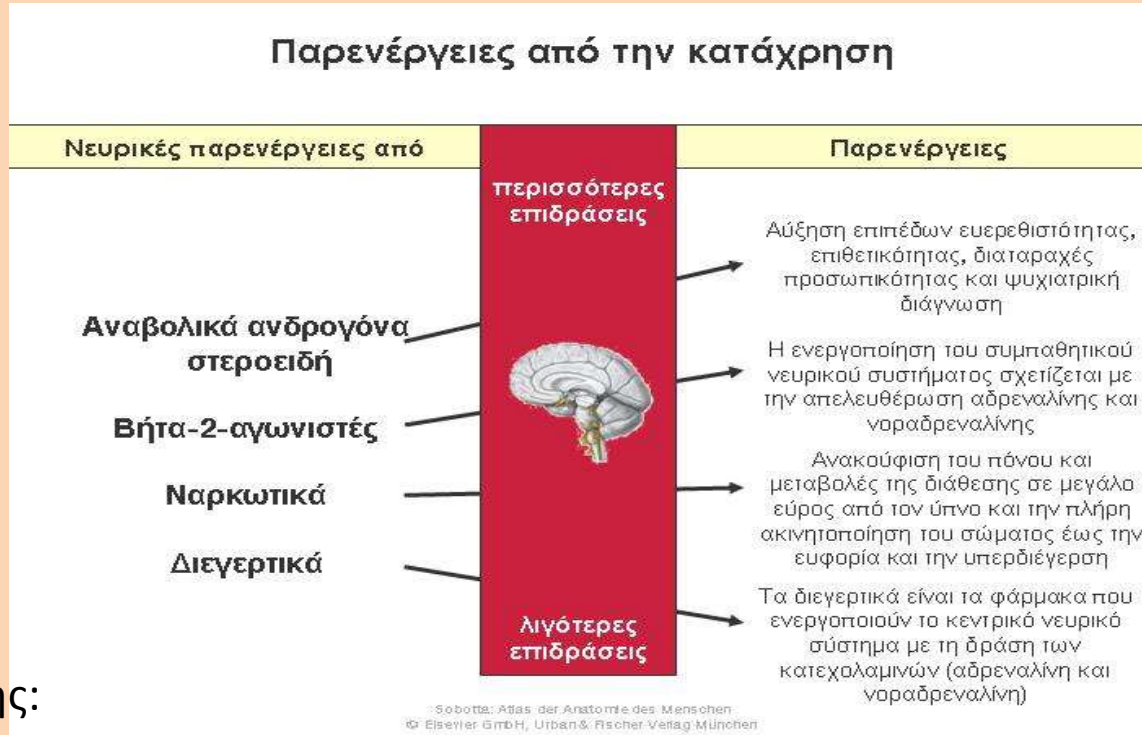 Παρενέργειες από την κατάχρηση
Νευρικές παρενέργειες από
Παρενέργειες
περισσότερες
επιδράσεις
Αναβολικά ανδρογόνα
στεροειδή
Βήτα-2-αγωνιστές
Ναρκωτικά
Διεγερτικά
λιγότερες
επιδράσεις
Αύξηση επιπέδων ευερεθιστότητας,
επιθετικότητας, διαταραχές
προσωπικότητας και ψυχιατρική
διάγνωση
Η ενεργοποίηση του συμπαθητικού
νευρικού συστήματος σχετίζεται με
την απελευθέρωση αδρεναλίνης και
νοραδρεναλίνης
Ανακούφιση του πόνου και
μεταβολές της διάθεσης σε μεγάλο
εύρος από τον ύπνο και την πλήρη
ακινητοποίηση του σώματος έως την
ευφορία και την υπερδιέγερση
Τα διεγερτικά είναι τα φάρμακα που
ενεργοποιούν το κεντρικό νευρικό
σύστημα με τη δράση των
κατεχολαμινών (αδρεναλίνη και
νοραδρεναλίνη)
Sobotta: Atlas der Anatomie des Menschen
© Elsevier GmbH, Urban & Fischer Verlag München